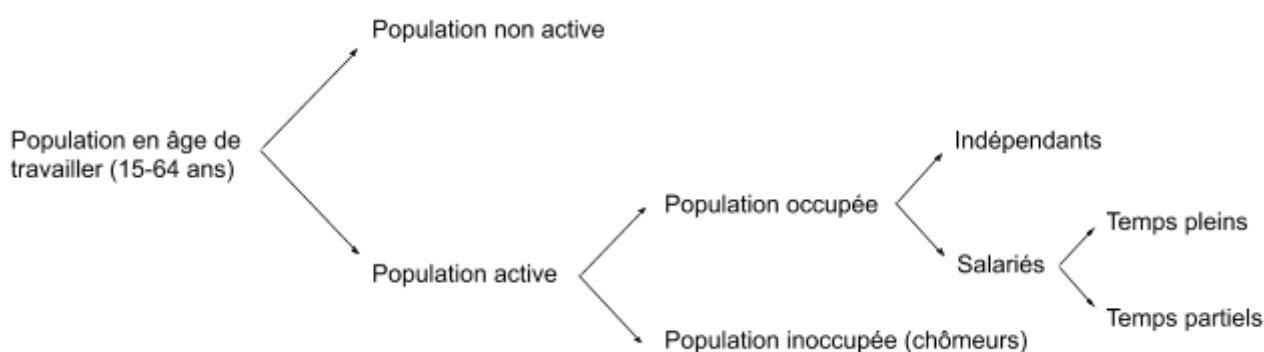 Population non active
Population en âge de
travailler (15-64 ans)
Indépendants
Population occupée
Temps pleins
Population active
Salariés
Temps partiels
Population inoccupée (chômeurs)